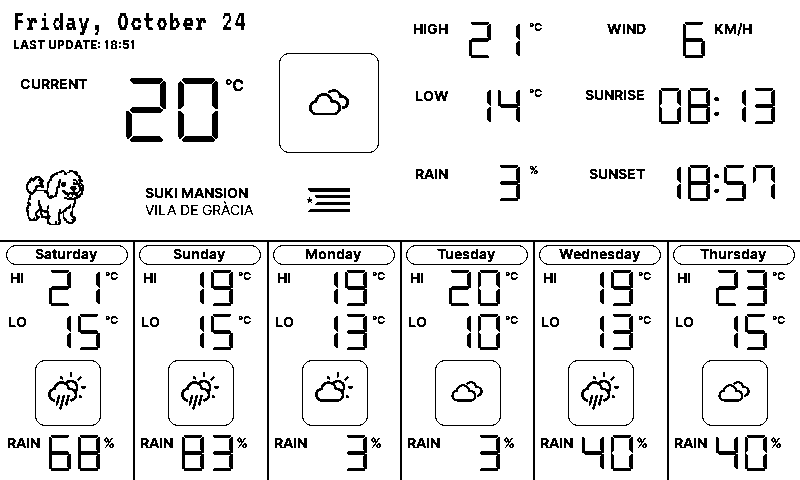 Friday, October 24
LAST UPDATE: 18:51
CURRENT 20 °C
SUKI MANSION
VILA DE GRÀCIA
HIGH 21 °C
LOW 14 °C
RAIN 3 %
WIND 6 KM/H
SUNRISE 08:13
SUNSET 18:57
Saturday
HI 21 °C
LO 15 °C
RAIN 68 %
Sunday
HI 19 °C
LO 15 °C
RAIN 83 %
Monday
HI 19 °C
LO 13 °C
RAIN 3 %
Tuesday
HI 20 °C
LO 10 °C
RAIN 3 %
Wednesday
HI 19 °C
LO 13 °C
RAIN 40 %
Thursday
HI 23 °C
LO 15 °C
RAIN 40 %